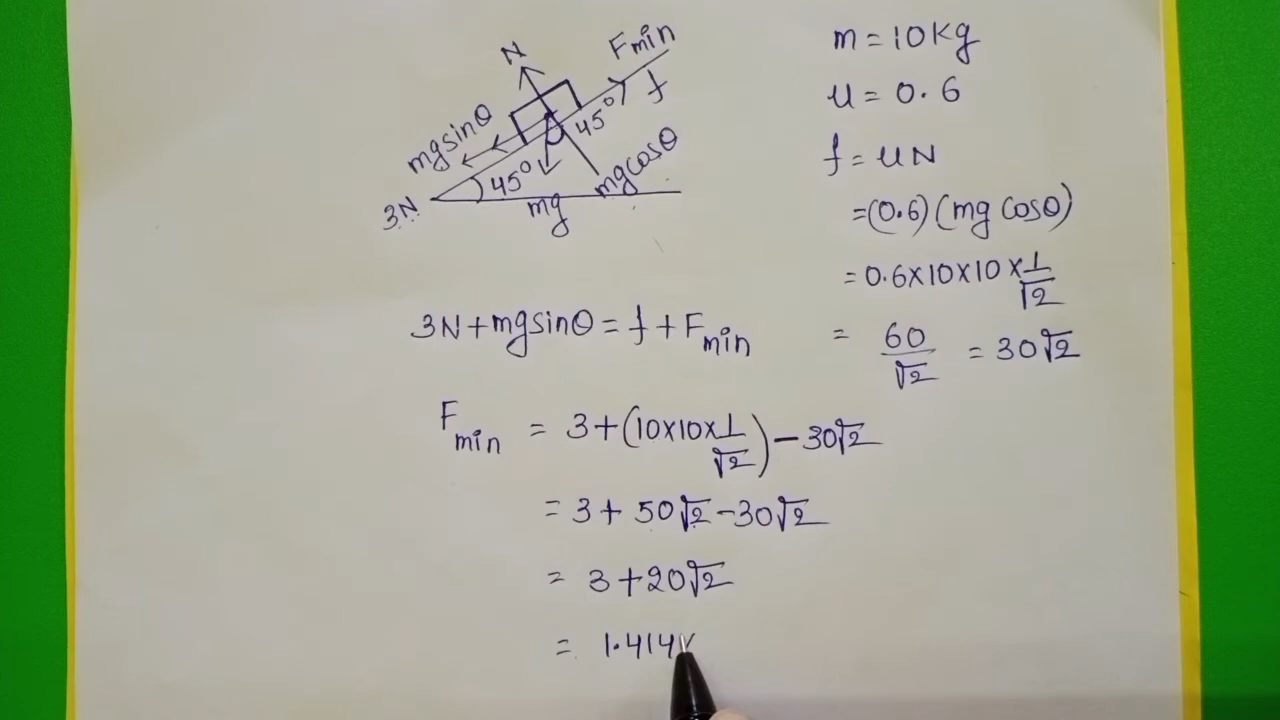 N
Fmin
f
mgsinθ
45°
45°
mgcosθ
mg
3N
m = 10kg
u = 0.6
f = uN
=(0.6)(mg cosθ)
= 0.6×10×10×1/√2
= 60/√2 = 30√2
3N+mgsinθ = f + Fmin
Fmin = 3+(10×10×1/√2) - 30√2
= 3+ 50√2 - 30√2
= 3 + 20√2
= 1.414